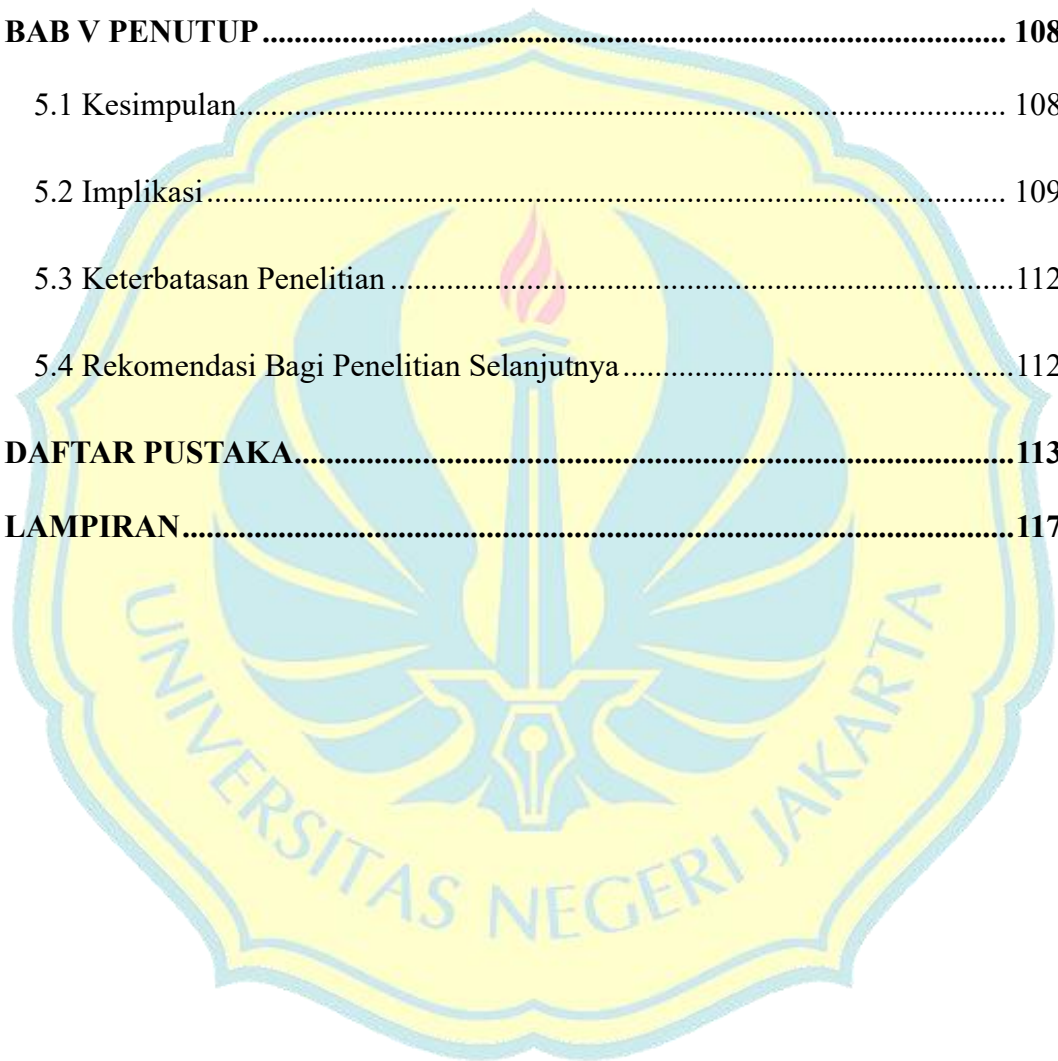 BAB V PENUTUP.......................................................................................... 108
5.1 Kesimpulan............................................................................................ 108
5.2 Implikasi................................................................................................ 109
5.3 Keterbatasan Penelitian ..........................................................................112
5.4 Rekomendasi Bagi Penelitian Selanjutnya ...............................................112
DAFTAR PUSTAKA......................................................................................113
LAMPIRAN...................................................................................................117
UNIVERSITAS NEGERI JAKARTA